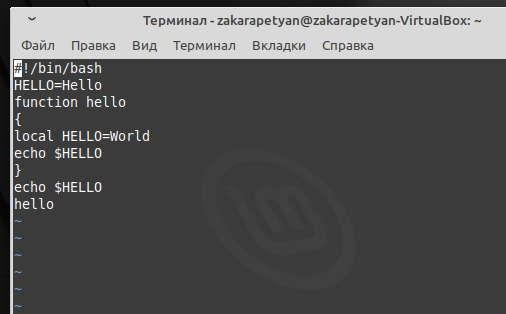 Терминал - zakarapetyan@zakarapetyan-VirtualBox: ~
Файл Правка Вид Терминал Вкладки Справка
#!/bin/bash
HELLO=Hello
function hello
{
local HELLO=World
echo $HELLO
}
echo $HELLO
hello
~
~
~
~
~
~